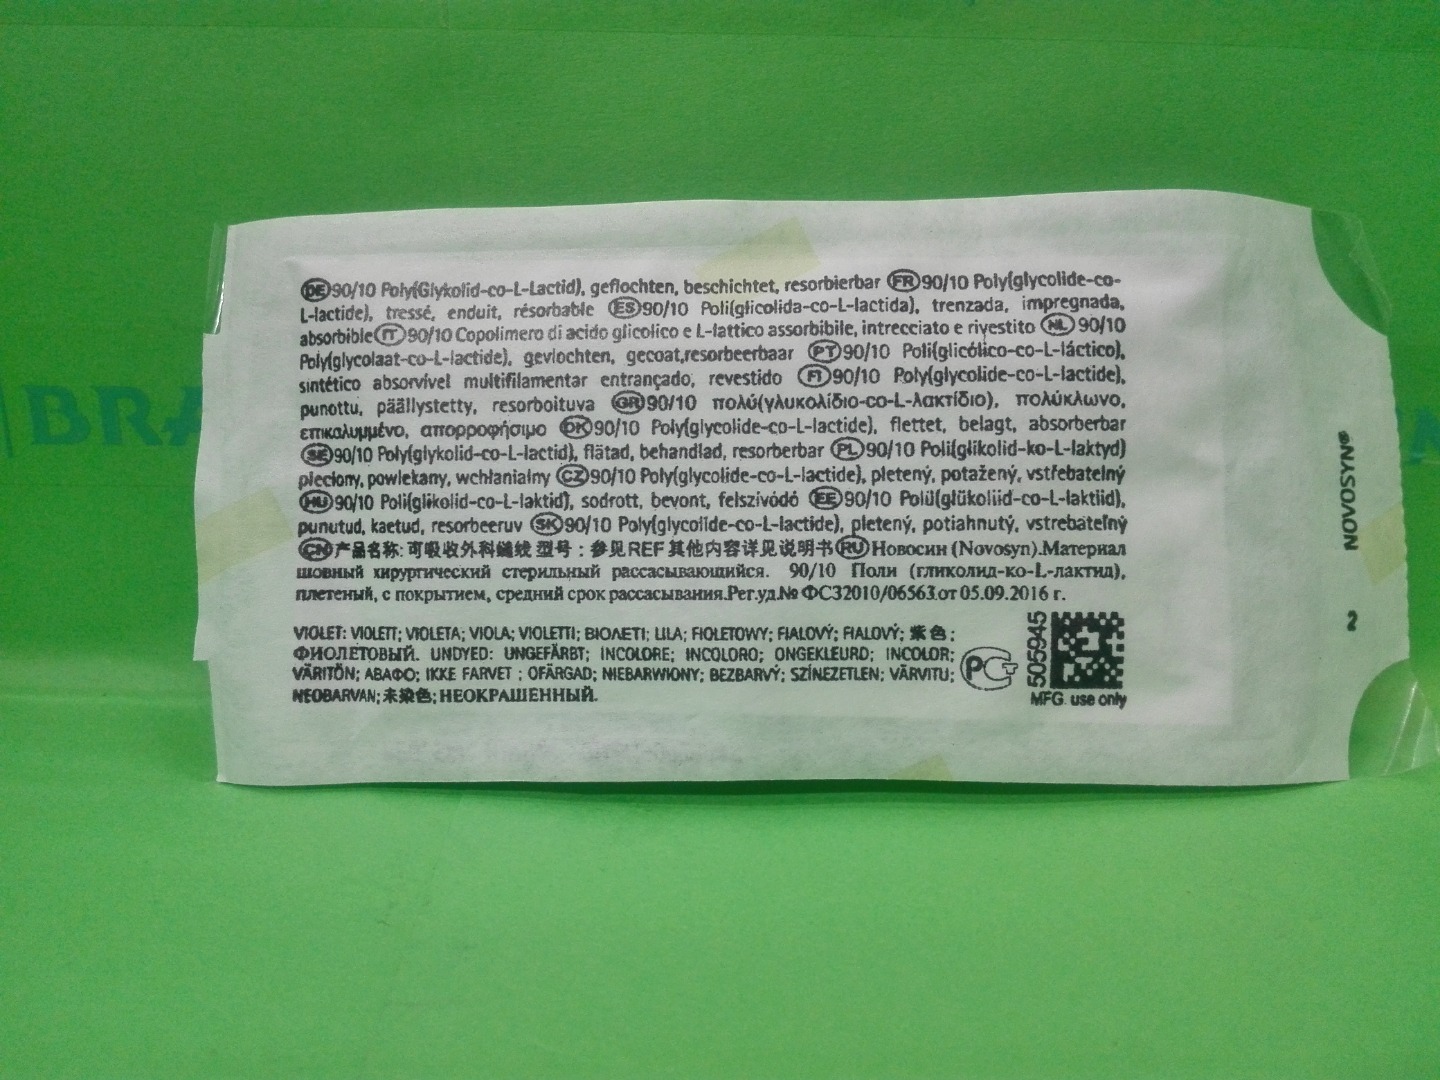 DE 90/10 Poly(Glykolid-co-L-Lactid), geflochten, beschichtet, resorbierbar FR 90/10 Poly(glycolide-co-
L-lactide), tressé, enduit, résorbable ES 90/10 Poli(glicolida-co-L-lactida), trenzada, impregnada,
absorbible IT 90/10 Copolimero di acido glicolico e L-lattico assorbibile, intrecciato e rivestito NL 90/10
Poly(glycolaat-co-L-lactide), gevlochten, gecoat,resorbeerbaar PT 90/10 Poli(glicólico-co-L-láctico),
sintético absorvível multifilamentar entrançado, revestido FI 90/10 Poly(glycolide-co-L-lactide),
punottu, päällystetty, resorboituva GR 90/10 πολύ(γλυκολίδιο-co-L-λακτίδιο), πολύκλωνο,
επικαλυμμένο, απορροφήσιμο DK 90/10 Poly(glycolide-co-L-lactide), flettet, belagt, absorberbar
SE 90/10 Poly(glykolid-co-L-lactid), flätad, behandlad, resorberbar PL 90/10 Poli(glikolid-ko-L-laktyd)
pleciony, powlekany, wchłanialny CZ 90/10 Poly(glycolide-co-L-lactide), pletený, potažený, vstřebatelný
HU 90/10 Poli(glikolid-co-L-laktid), sodrott, bevont, felszívódó EE 90/10 Polü(glükoliid-co-L-laktiid),
punutud, kaetud, resorbeeruv SK 90/10 Poly(glycolide-co-L-lactide), pletený, potiahnutý, vstrebateľný
CN 产品名称: 可吸收外科缝线 型号：参见REF 其他内容详见说明书 RU Новосин (Novosyn).Материал
шовный хирургический стерильный рассасывающийся. 90/10 Поли (гликолид-ко-L-лактид),
плетеный, с покрытием, средний срок рассасывания.Рег.уд.№ ФСЗ2010/06563.от 05.09.2016 г.
VIOLET: VIOLETT; VIOLETA; VIOLA; VIOLETTI; ΒΙΟΛΕΤΙ; LILA; FIOLETOWY; FIALOVÝ; FIALOVÝ; 紫色;
ФИОЛЕТОВЫЙ. UNDYED: UNGEFÄRBT; INCOLORE; INCOLORO; ONGEKLEURD; INCOLOR;
VÄRITÖN; ΑΒΑΦΟ; IKKE FARVET ; OFÄRGAD; NIEBARWIONY; BEZBARVÝ; SZÍNEZETLEN; VÄRVITU;
NEOBARVAN; 未染色; НЕОКРАШЕННЫЙ.
505945
MFG. use only
NOVOSYN®
2
BRA